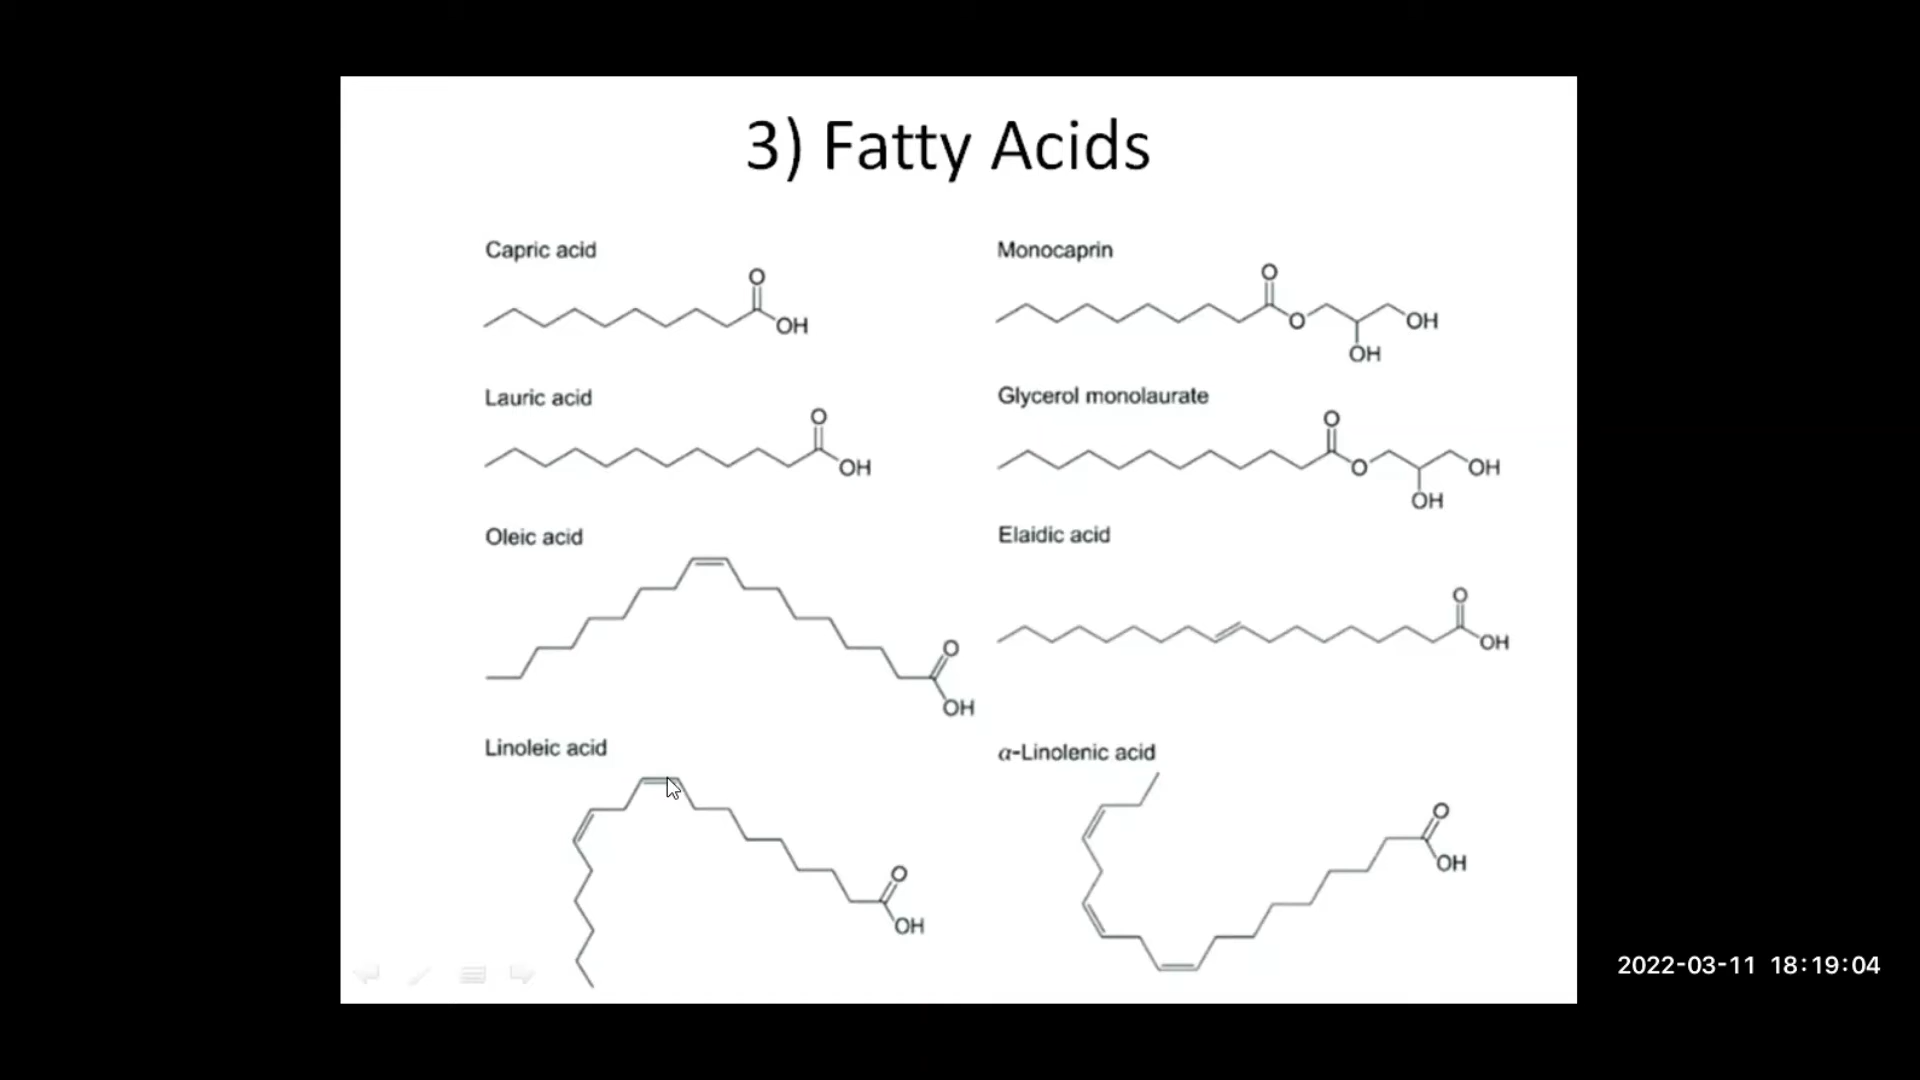 3) Fatty Acids
Capric acid
O
OH
Monocaprin
O
O
OH
OH
Lauric acid
O
OH
Glycerol monolaurate
O
O
OH
OH
Oleic acid
O
OH
Elaidic acid
O
OH
Linoleic acid
O
OH
α-Linolenic acid
O
OH
2022-03-11 18:19:04